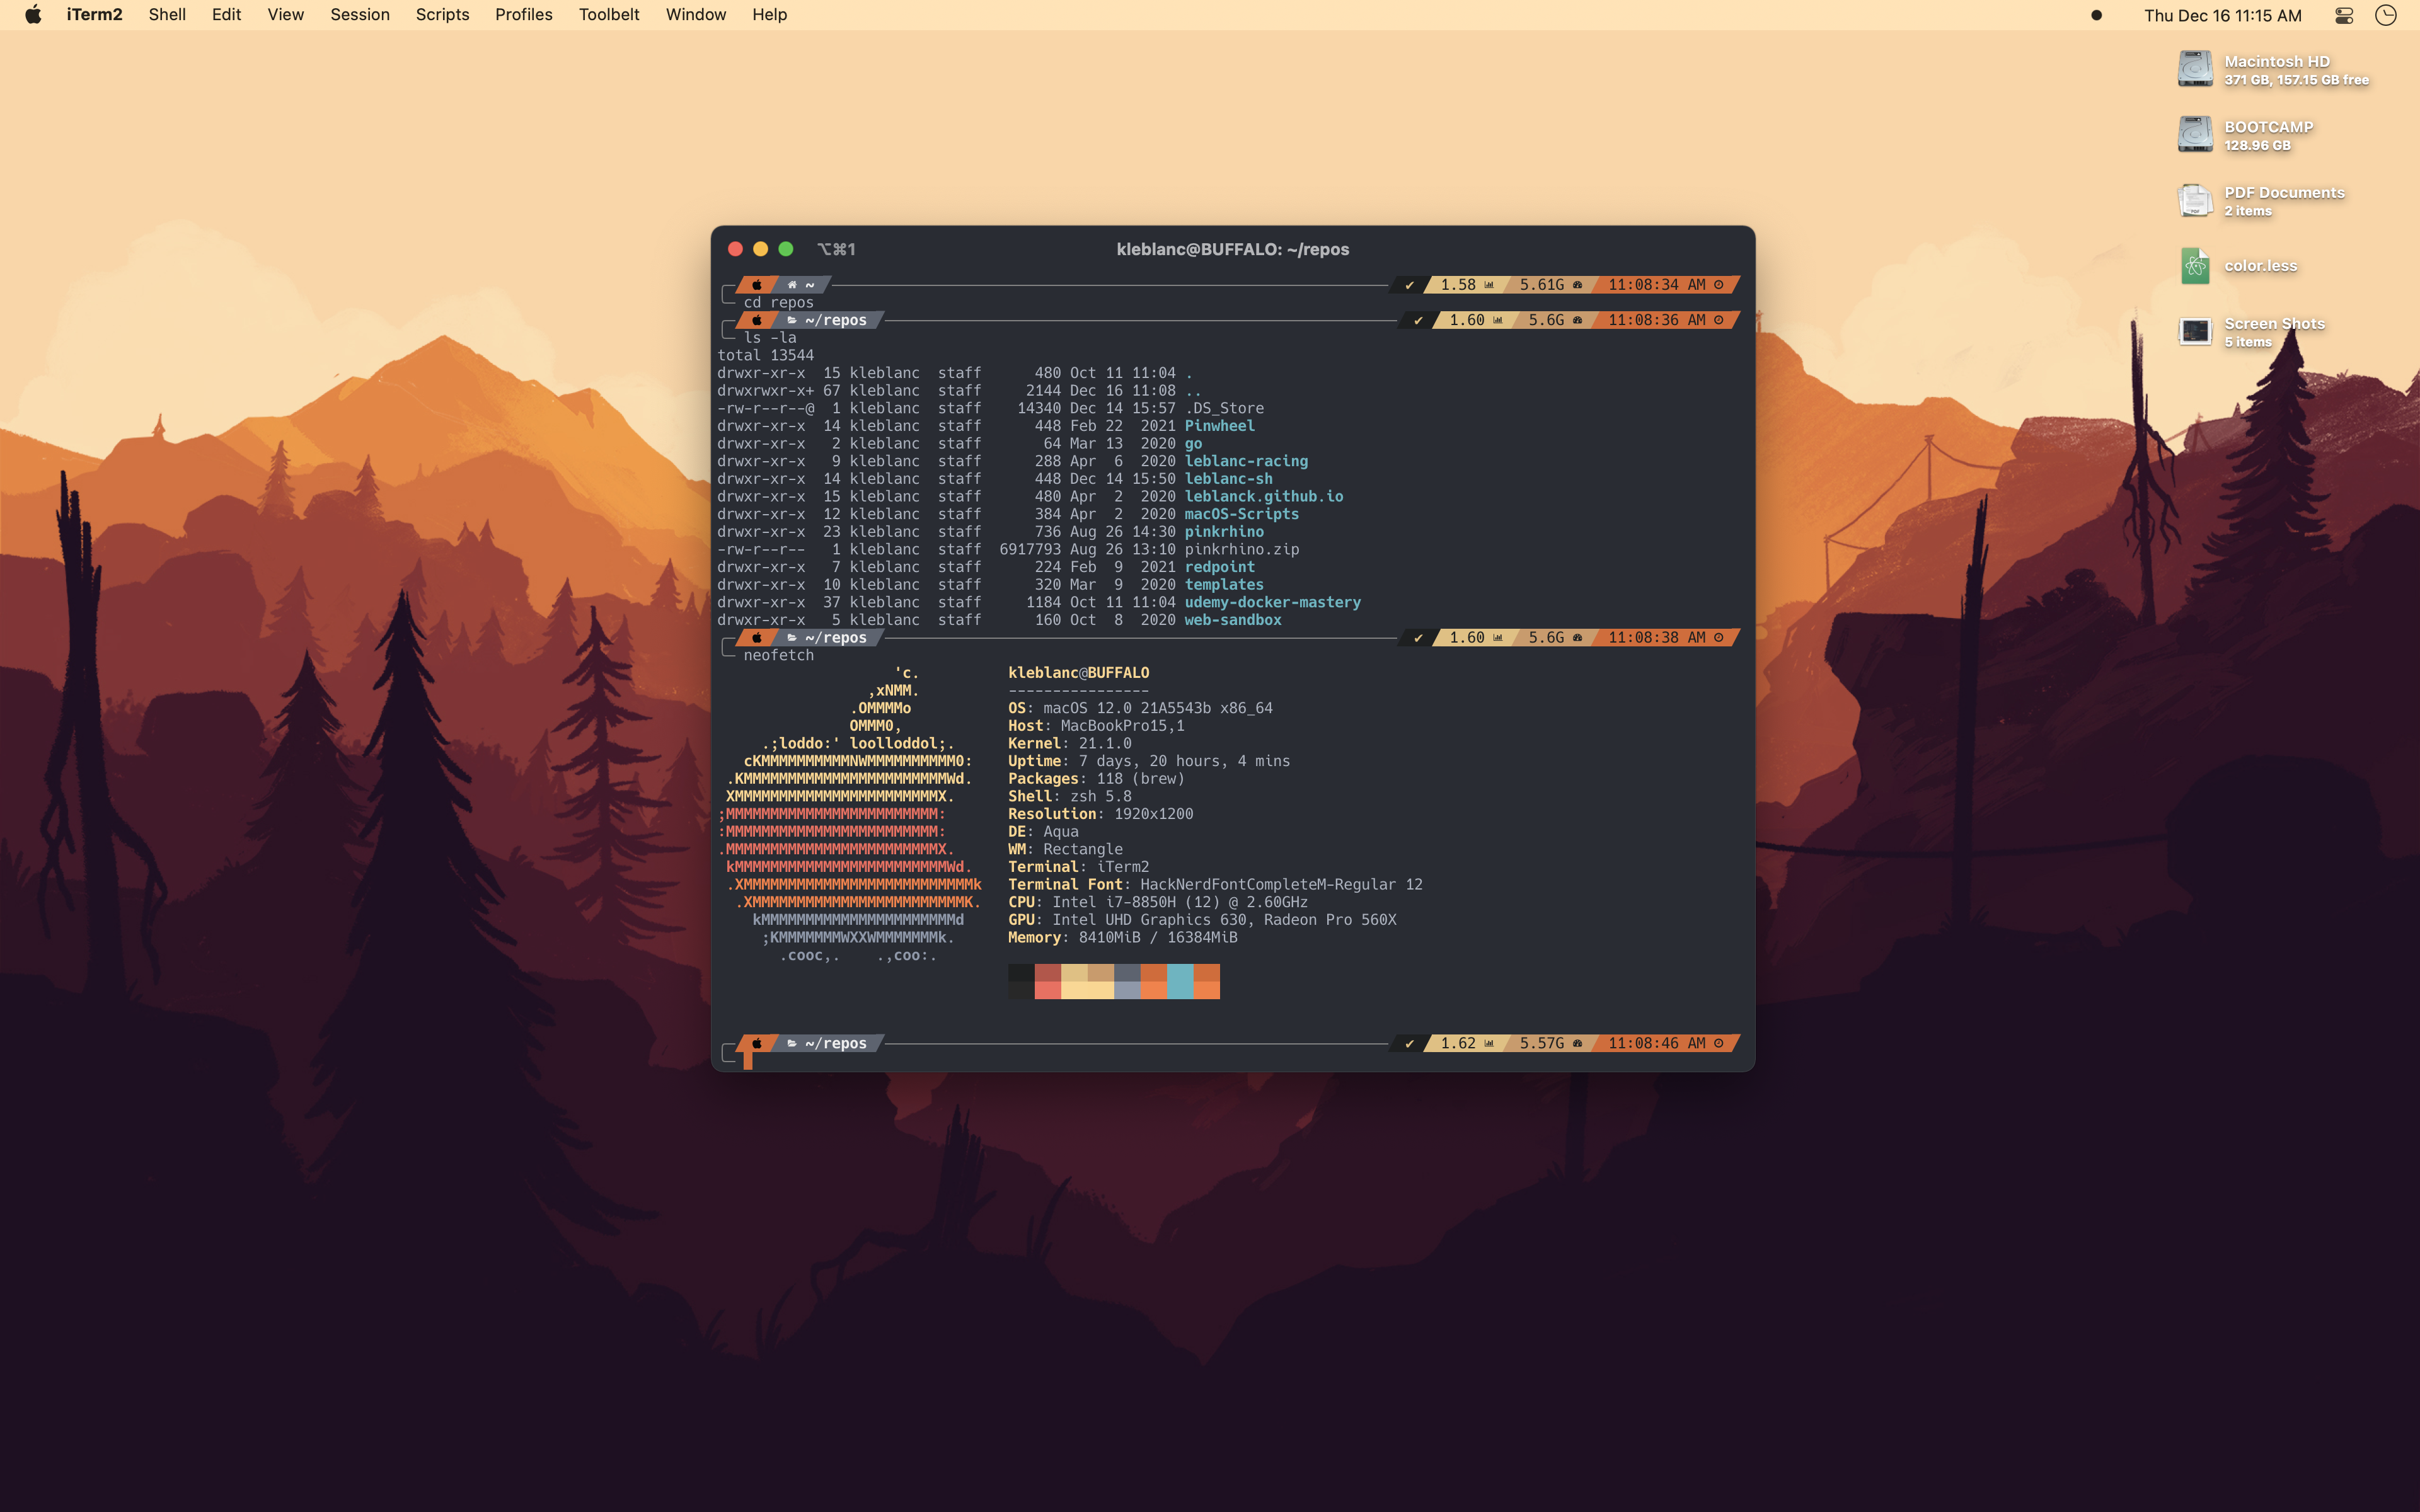 iTerm2 Shell Edit View Session Scripts Profiles Toolbelt Window Help Thu Dec 16 11:15 AM
Macintosh HD
371 GB, 157.15 GB free
BOOTCAMP
128.96 GB
PDF Documents
2 items
color.less
Screen Shots
5 items
⌥⌘1 kleblanc@BUFFALO: ~/repos
~ ✔ 1.58 5.61G 11:08:34 AM
cd repos
~/repos ✔ 1.60 5.6G 11:08:36 AM
ls -la
total 13544
drwxr-xr-x 15 kleblanc staff 480 Oct 11 11:04 .
drwxrwxr-x+ 67 kleblanc staff 2144 Dec 16 11:08 ..
-rw-r--r--@ 1 kleblanc staff 14340 Dec 14 15:57 .DS_Store
drwxr-xr-x 14 kleblanc staff 448 Feb 22 2021 Pinwheel
drwxr-xr-x 2 kleblanc staff 64 Mar 13 2020 go
drwxr-xr-x 9 kleblanc staff 288 Apr 6 2020 leblanc-racing
drwxr-xr-x 14 kleblanc staff 448 Dec 14 15:50 leblanc-sh
drwxr-xr-x 15 kleblanc staff 480 Apr 2 2020 leblanck.github.io
drwxr-xr-x 12 kleblanc staff 384 Apr 2 2020 macOS-Scripts
drwxr-xr-x 23 kleblanc staff 736 Aug 26 14:30 pinkrhino
-rw-r--r-- 1 kleblanc staff 6917793 Aug 26 13:10 pinkrhino.zip
drwxr-xr-x 7 kleblanc staff 224 Feb 9 2021 redpoint
drwxr-xr-x 10 kleblanc staff 320 Mar 9 2020 templates
drwxr-xr-x 37 kleblanc staff 1184 Oct 11 11:04 udemy-docker-mastery
drwxr-xr-x 5 kleblanc staff 160 Oct 8 2020 web-sandbox
~/repos ✔ 1.60 5.6G 11:08:38 AM
neofetch
'c. kleblanc@BUFFALO
,xNMM. ----------------
.OMMMMo OS: macOS 12.0 21A5543b x86_64
OMMM0, Host: MacBookPro15,1
.;loddo:' loolloddol;. Kernel: 21.1.0
cKMMMMMMMMMMNWMMMMMMMMMM0: Uptime: 7 days, 20 hours, 4 mins
.KMMMMMMMMMMMMMMMMMMMMMMMWd. Packages: 118 (brew)
XMMMMMMMMMMMMMMMMMMMMMMMX. Shell: zsh 5.8
;MMMMMMMMMMMMMMMMMMMMMMMM: Resolution: 1920x1200
:MMMMMMMMMMMMMMMMMMMMMMMM: DE: Aqua
.MMMMMMMMMMMMMMMMMMMMMMMMX. WM: Rectangle
kMMMMMMMMMMMMMMMMMMMMMMMMWd. Terminal: iTerm2
.XMMMMMMMMMMMMMMMMMMMMMMMMMMk Terminal Font: HackNerdFontCompleteM-Regular 12
.XMMMMMMMMMMMMMMMMMMMMMMMMK. CPU: Intel i7-8850H (12) @ 2.60GHz
kMMMMMMMMMMMMMMMMMMMMMMd GPU: Intel UHD Graphics 630, Radeon Pro 560X
;KMMMMMMMWXXWMMMMMMMk. Memory: 8410MiB / 16384MiB
.cooc,. .,coo:.
~/repos ✔ 1.62 5.57G 11:08:46 AM